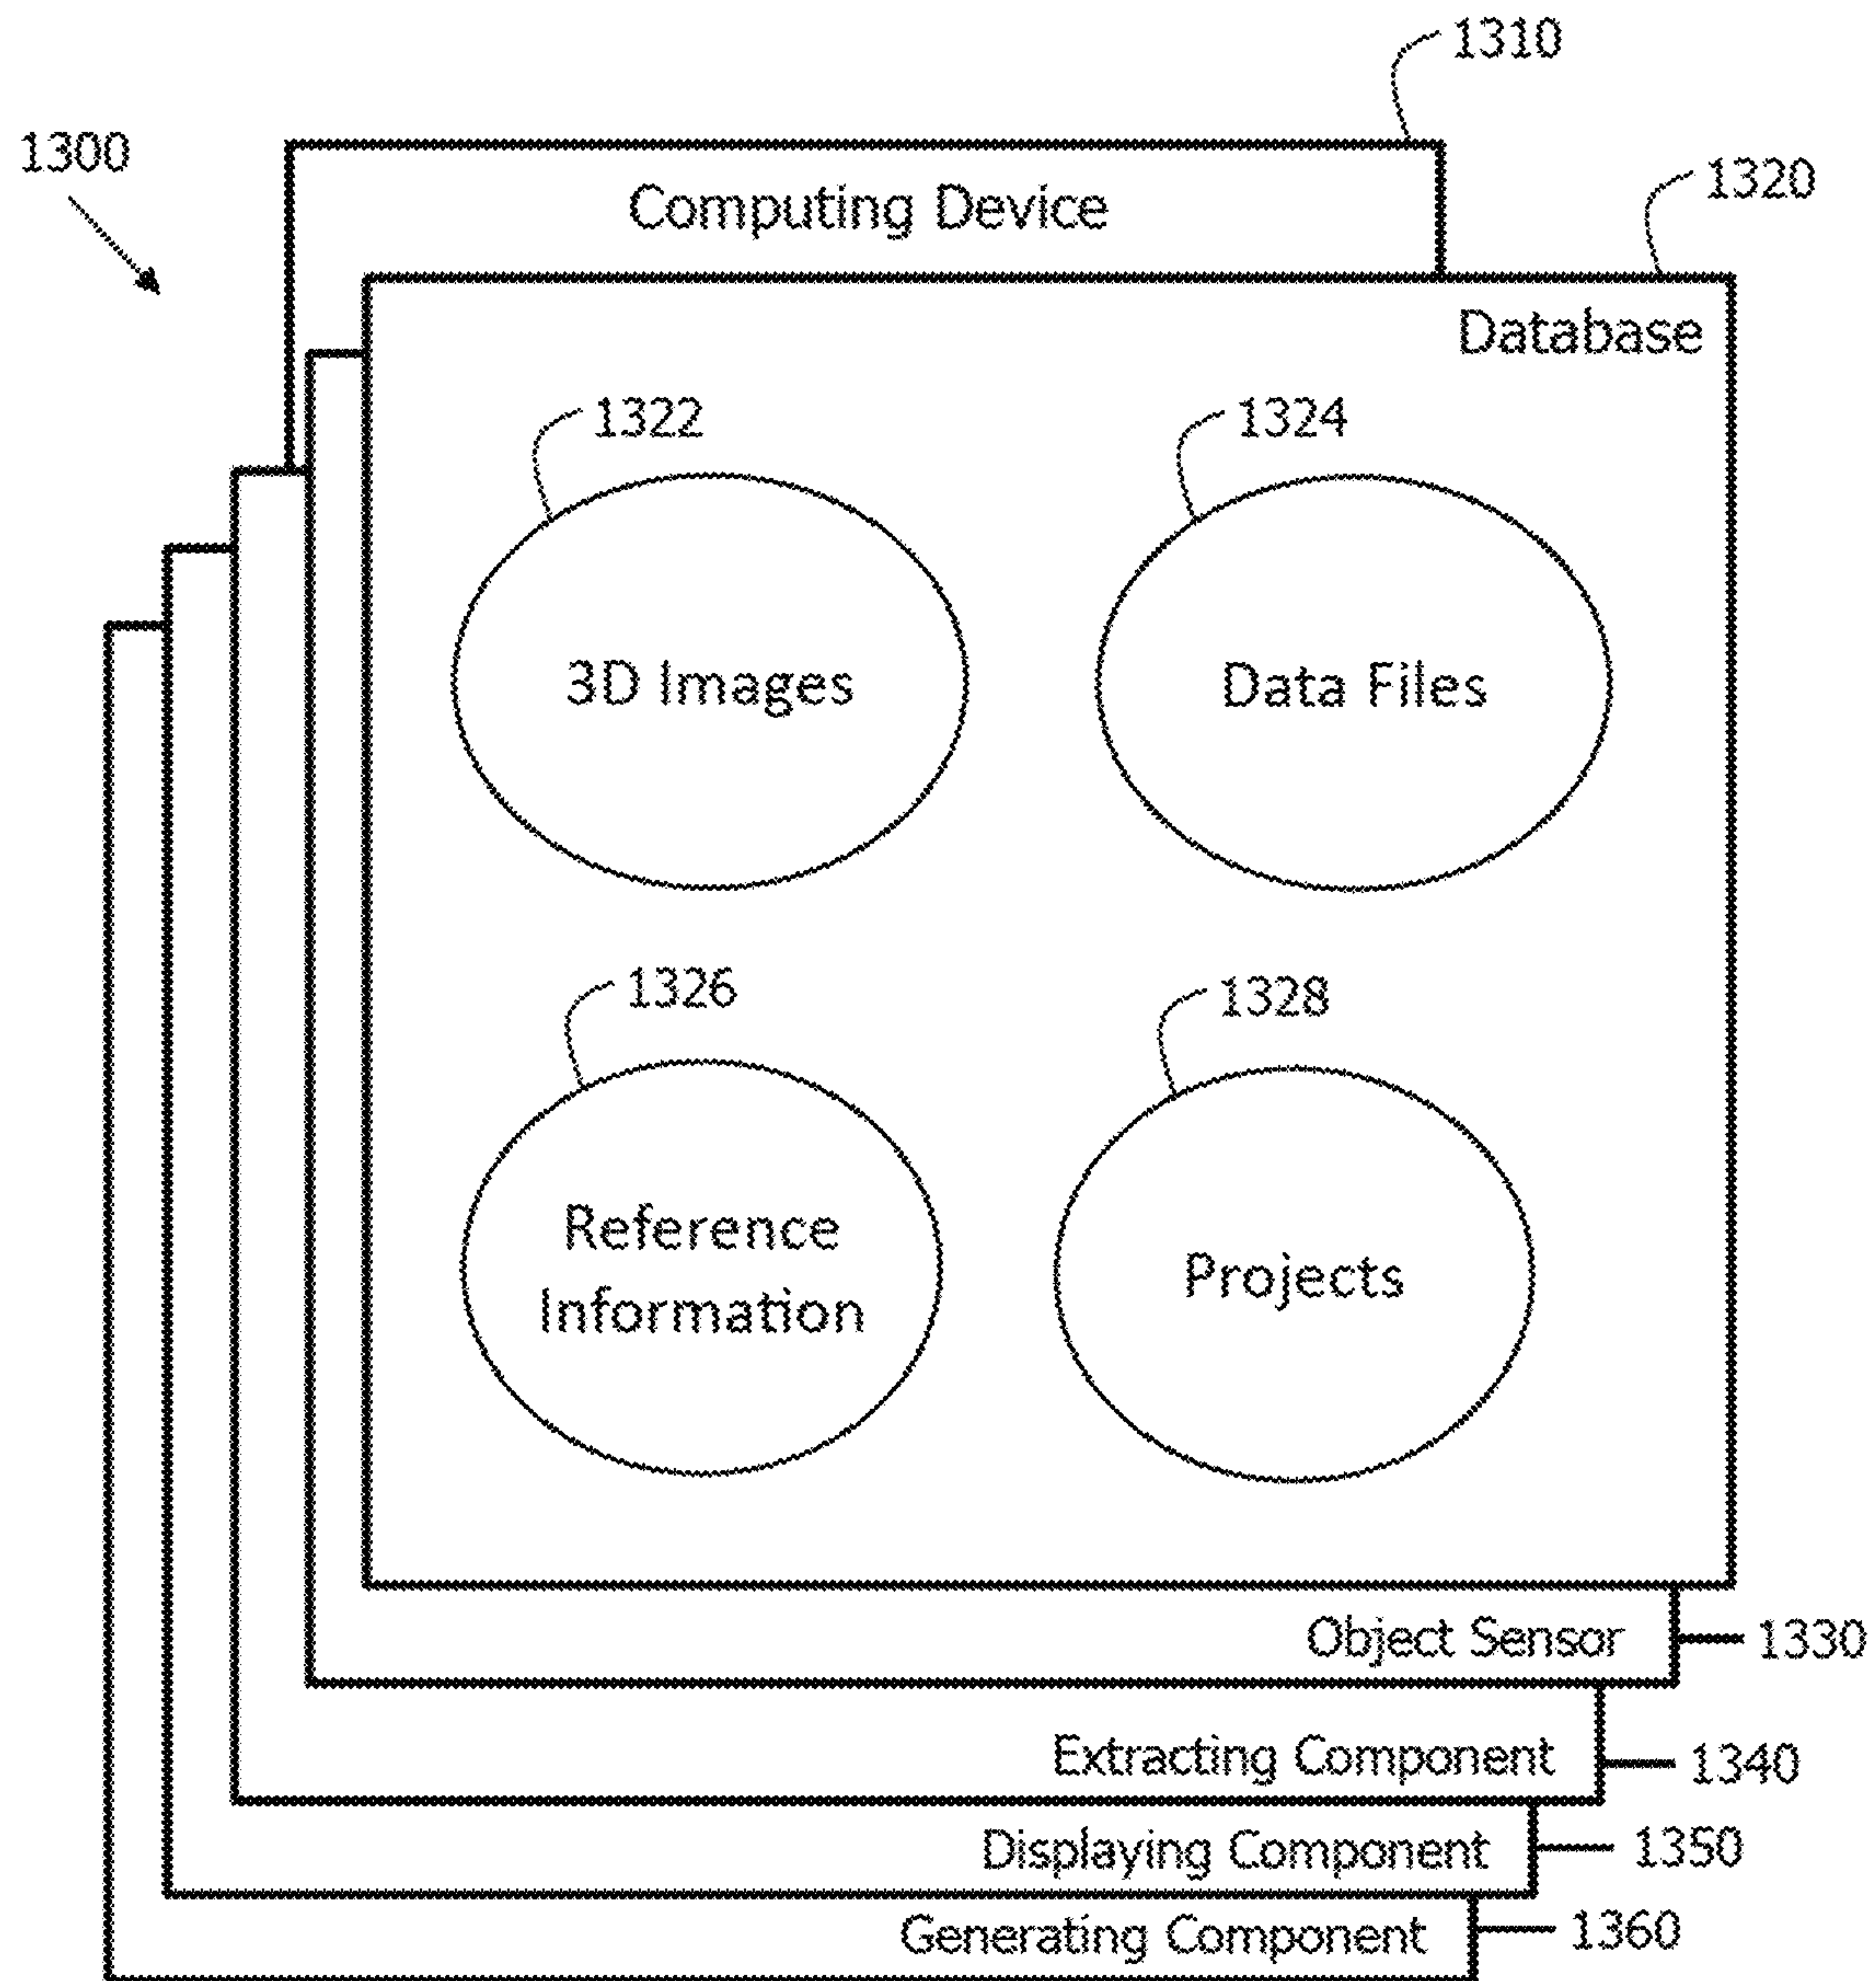 1310
1300
1320
Computing Device
Database
1322
1324
3D Images
Data Files
1326
1328
Reference
Information
Projects
Object Sensor
1330
Extracting Component
1340
Displaying Component
1350
Generating Component
1360